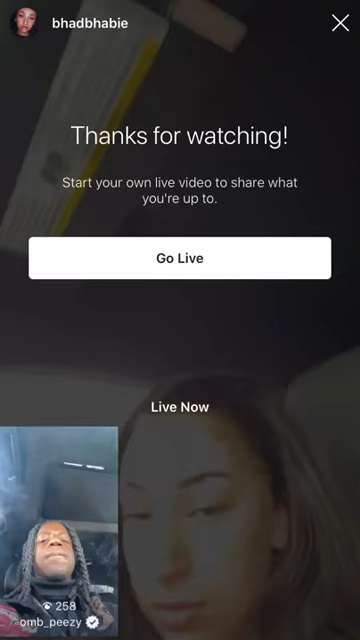 bhadbhabie
Thanks for watching!
Start your own live video to share what
you're up to.
Go Live
Live Now
258
omb_peezy